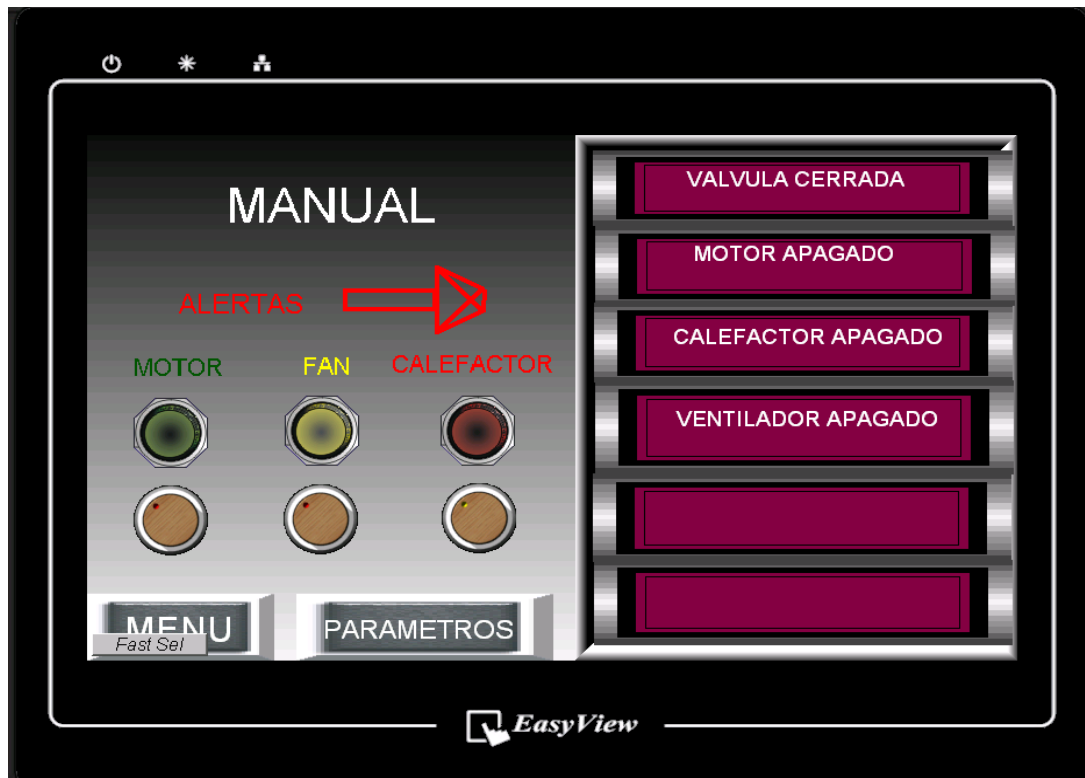 MANUAL
ALERTAS
MOTOR
FAN
CALEFACTOR
MENU
Fast Sel
PARAMETROS
VALVULA CERRADA
MOTOR APAGADO
CALEFACTOR APAGADO
VENTILADOR APAGADO
EasyView